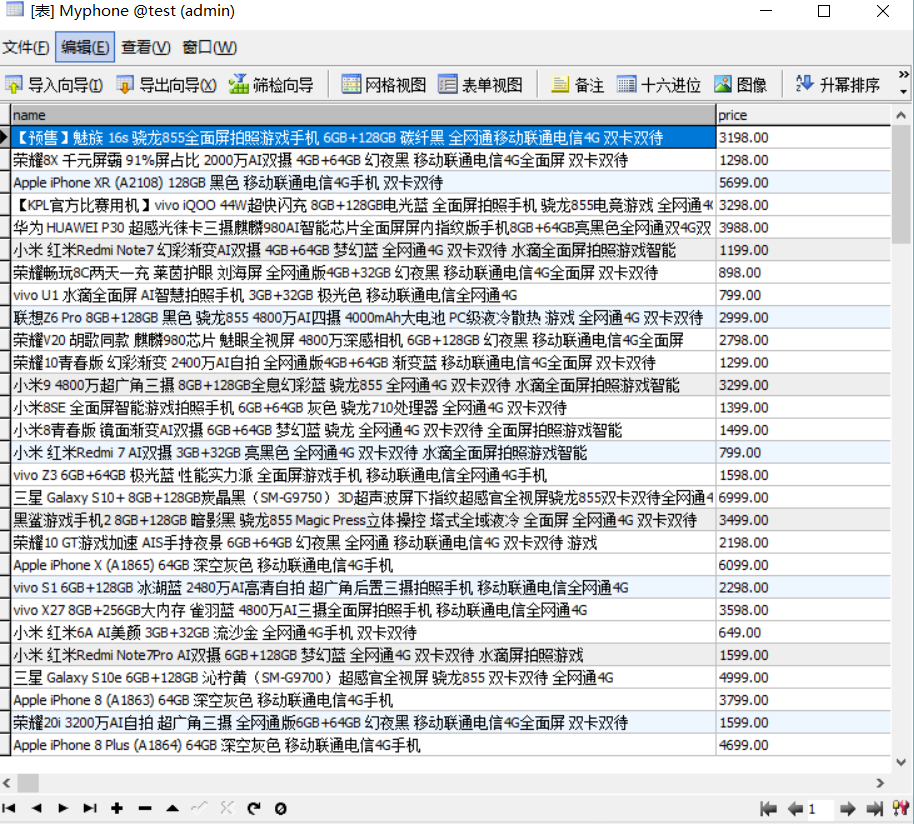 [表] Myphone @test (admin)
文件(F) 编辑(E) 查看(V) 窗口(W)
导入向导(I) 导出向导(X) 筛检向导 网格视图 表单视图 备注 十六进位 图像 升幂排序
name price
【预售】魅族 16s 骁龙855全面屏拍照游戏手机 6GB+128GB 碳纤黑 全网通移动联通电信4G 双卡双待 3198.00
荣耀8X 千元屏霸 91%屏占比 2000万AI双摄 4GB+64GB 幻夜黑 移动联通电信4G全面屏 双卡双待 1298.00
Apple iPhone XR (A2108) 128GB 黑色 移动联通电信4G手机 双卡双待 5699.00
【KPL官方比赛用机】vivo iQOO 44W超快闪充 8GB+128GB电光蓝 全面屏拍照手机 骁龙855电竞游戏 全网通4G 3298.00
华为 HUAWEI P30 超感光徕卡三摄麒麟980AI智能芯片全面屏屏内指纹版手机8GB+64GB亮黑色全网通双4G双 3988.00
小米 红米Redmi Note7 幻彩渐变AI双摄 4GB+64GB 梦幻蓝 全网通4G 双卡双待 水滴全面屏拍照游戏智能 1199.00
荣耀畅玩8C两天一充 莱茵护眼 刘海屏 全网通版4GB+32GB 幻夜黑 移动联通电信4G全面屏 双卡双待 898.00
vivo U1 水滴全面屏 AI智慧拍照手机 3GB+32GB 极光色 移动联通电信全网通4G 799.00
联想Z6 Pro 8GB+128GB 黑色 骁龙855 4800万AI四摄 4000mAh大电池 PC级液冷散热 游戏 全网通4G 双卡双待 2999.00
荣耀V20 胡歌同款 麒麟980芯片 魅眼全视屏 4800万深感相机 6GB+128GB 幻夜黑 移动联通电信4G全面屏 2798.00
荣耀10青春版 幻彩渐变 2400万AI自拍 全网通版4GB+64GB 渐变蓝 移动联通电信4G全面屏 双卡双待 1299.00
小米9 4800万超广角三摄 8GB+128GB全息幻彩蓝 骁龙855 全网通4G 双卡双待 水滴全面屏拍照游戏智能 3299.00
小米8SE 全面屏智能游戏拍照手机 6GB+64GB 灰色 骁龙710处理器 全网通4G 双卡双待 1399.00
小米8青春版 镜面渐变AI双摄 6GB+64GB 梦幻蓝 骁龙 全网通4G 双卡双待 全面屏拍照游戏智能 1499.00
小米 红米Redmi 7 AI双摄 3GB+32GB 亮黑色 全网通4G 双卡双待 水滴全面屏拍照游戏智能 799.00
vivo Z3 6GB+64GB 极光蓝 性能实力派 全面屏游戏手机 移动联通电信全网通4G手机 1598.00
三星 Galaxy S10+ 8GB+128GB炭晶黑（SM-G9750）3D超声波屏下指纹超感官全视屏骁龙855双卡双待全网通4 6999.00
黑鲨游戏手机2 8GB+128GB 暗影黑 骁龙855 Magic Press立体操控 塔式全域液冷 全面屏 全网通4G 双卡双待 3499.00
荣耀10 GT游戏加速 AIS手持夜景 6GB+64GB 幻夜黑 全网通 移动联通电信4G 双卡双待 游戏 2198.00
Apple iPhone X (A1865) 64GB 深空灰色 移动联通电信4G手机 6099.00
vivo S1 6GB+128GB 冰湖蓝 2480万AI高清自拍 超广角后置三摄拍照手机 移动联通电信全网通4G 2298.00
vivo X27 8GB+256GB大内存 雀羽蓝 4800万AI三摄全面屏拍照手机 移动联通电信全网通4G 3598.00
小米 红米6A AI美颜 3GB+32GB 流沙金 全网通4G手机 双卡双待 649.00
小米 红米Redmi Note7Pro AI双摄 6GB+128GB 梦幻蓝 全网通4G 双卡双待 水滴屏拍照游戏 1599.00
三星 Galaxy S10e 6GB+128GB 沁柠黄（SM-G9700）超感官全视屏 骁龙855 双卡双待 全网通4G 4999.00
Apple iPhone 8 (A1863) 64GB 深空灰色 移动联通电信4G手机 3799.00
荣耀20i 3200万AI自拍 超广角三摄 全网通版6GB+64GB 幻夜黑 移动联通电信4G全面屏 双卡双待 1599.00
Apple iPhone 8 Plus (A1864) 64GB 深空灰色 移动联通电信4G手机 4699.00
1